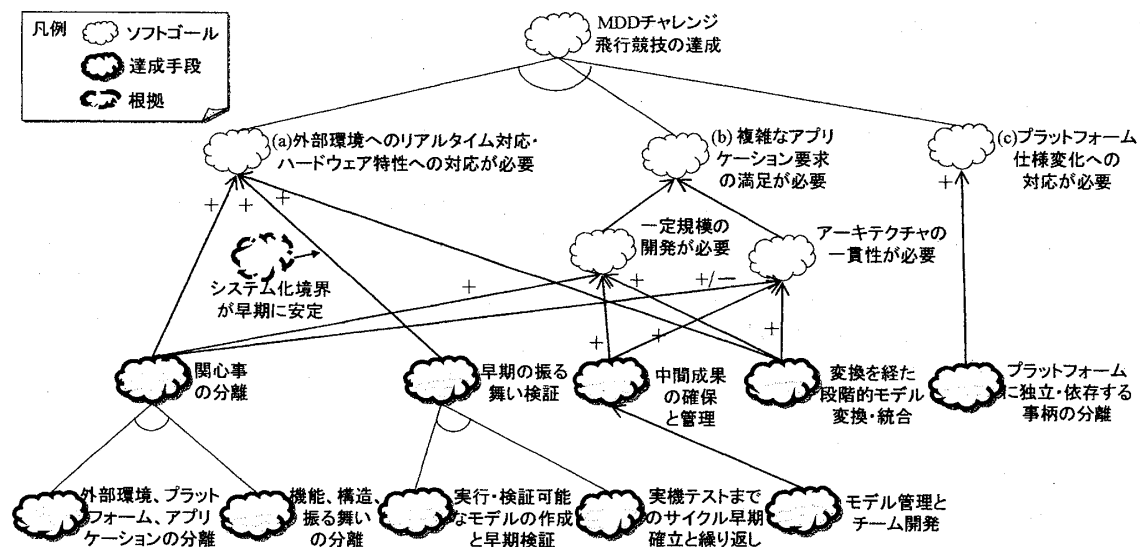 凡例
ソフトゴール
達成手段
根拠
MDDチャレンジ
飛行競技の達成
(a)外部環境へのリアルタイム対応・
ハードウェア特性への対応が必要
(b) 複雑なアプリ
ケーション要求
の満足が必要
(c)プラットフォーム
仕様変化への
対応が必要
+
+
+
+
一定規模の
開発が必要
アーキテクチャの
一貫性が必要
システム化境界
が早期に安定
+
+
+/−
+
+
+
関心事
の分離
早期の振る
舞い検証
中間成果
の確保
と管理
変換を経た
段階的モデル
変換・統合
プラットフォーム
に独立・依存する
事柄の分離
外部環境、プラット
フォーム、アプリ
ケーションの分離
機能、構造、
振る舞い
の分離
実行・検証可能
なモデルの作成
と早期検証
実機テストまで
のサイクル早期
確立と繰り返し
モデル管理と
チーム開発